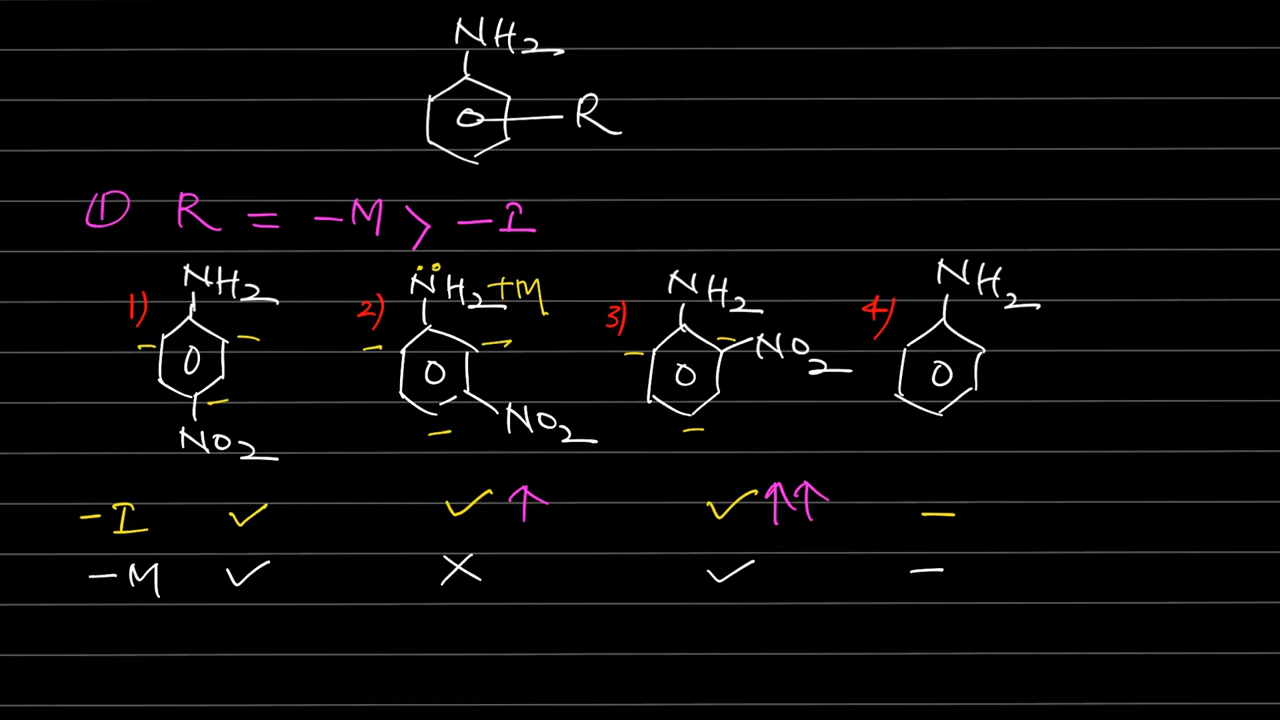 NH2
R
① R = -M > -I
1) NH2 2) NH2 +M 3) NH2 4) NH2
NO2 NO2 NO2
-I ✓ ✓ ↑ ✓ ↑↑ -
-M ✓ × ✓ -